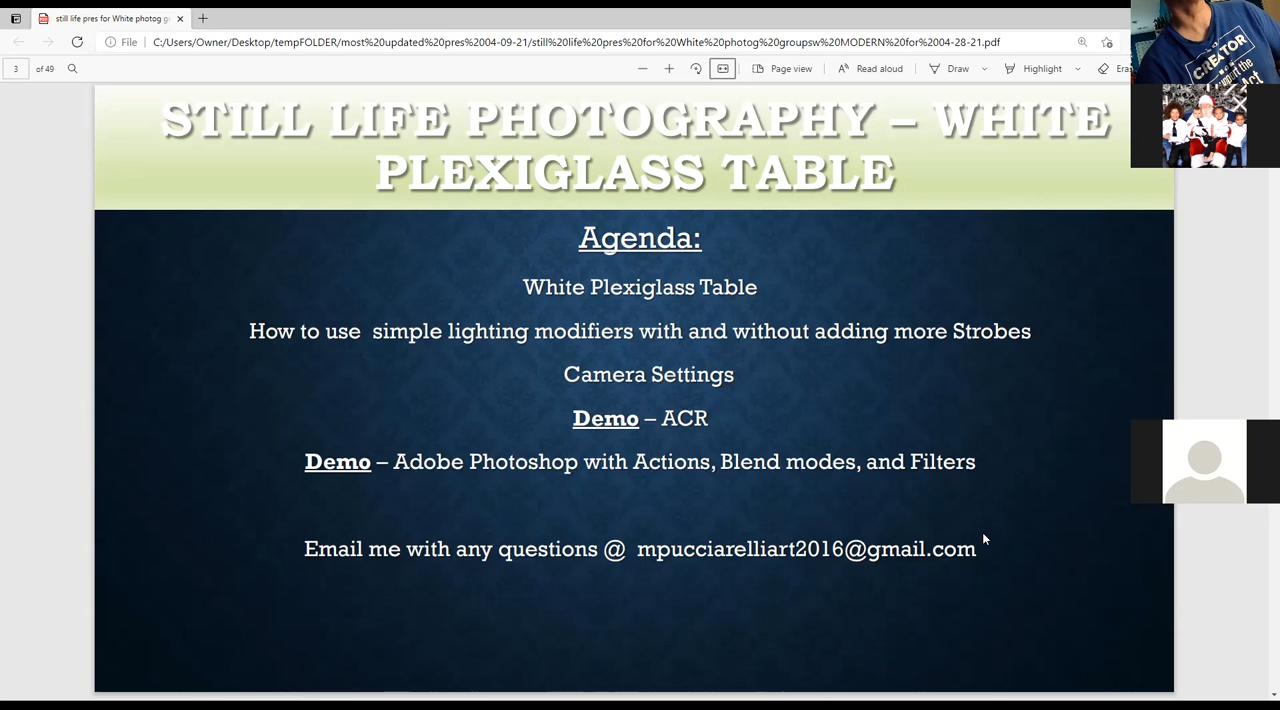 still life pres for White photog g
File C:/Users/Owner/Desktop/tempFOLDER/most%20updated%20pres%2004-09-21/still%20life%20pres%20for%20White%20photog%20groupsw%20MODERN%20for%2004-28-21.pdf
3 of 49 Page view Read aloud Draw Highlight Era
STILL LIFE PHOTOGRAPHY – WHITE
PLEXIGLASS TABLE
Agenda:
White Plexiglass Table
How to use simple lighting modifiers with and without adding more Strobes
Camera Settings
Demo – ACR
Demo – Adobe Photoshop with Actions, Blend modes, and Filters
Email me with any questions @ mpucciarelliart2016@gmail.com
CREATOR
the
Act